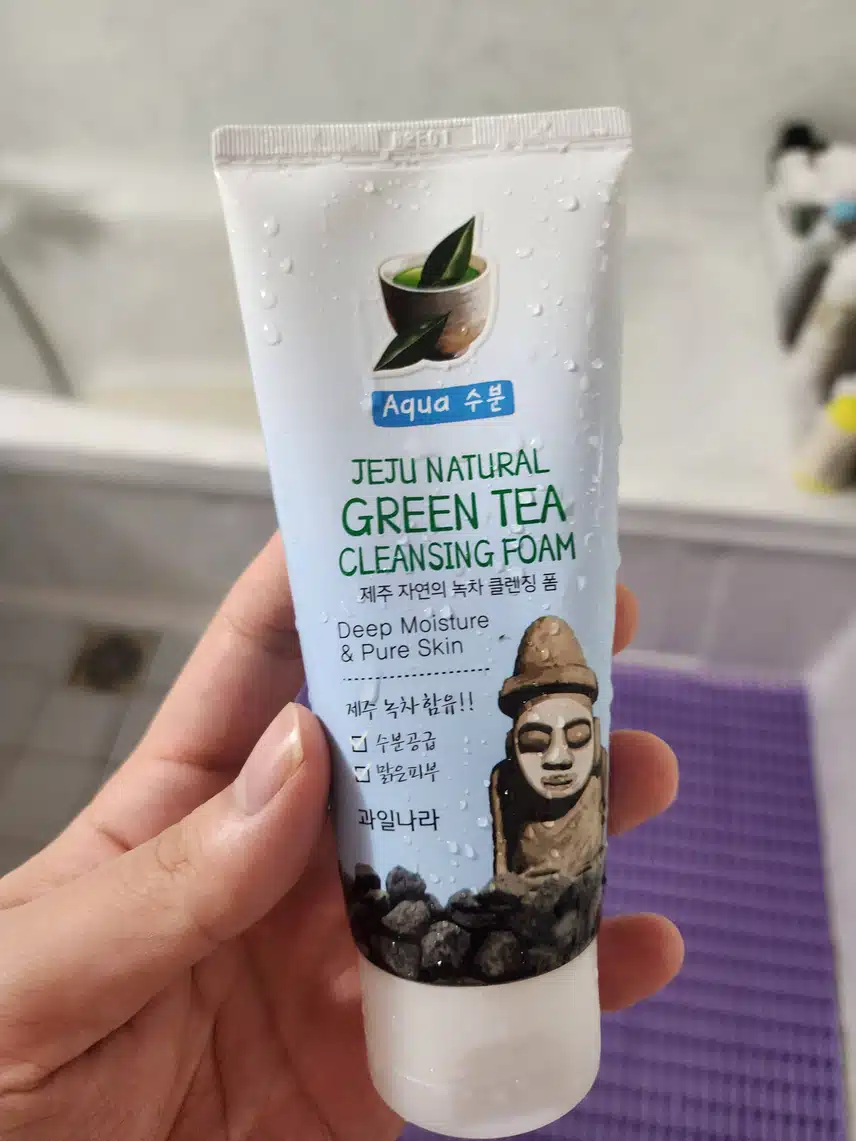 Aqua 수분
JEJU NATURAL
GREEN TEA
CLEANSING FOAM
제주 자연의 녹차 클렌징 폼
Deep Moisture
& Pure Skin
제주 녹차 함유!!
수분공급
맑은피부
과일나라